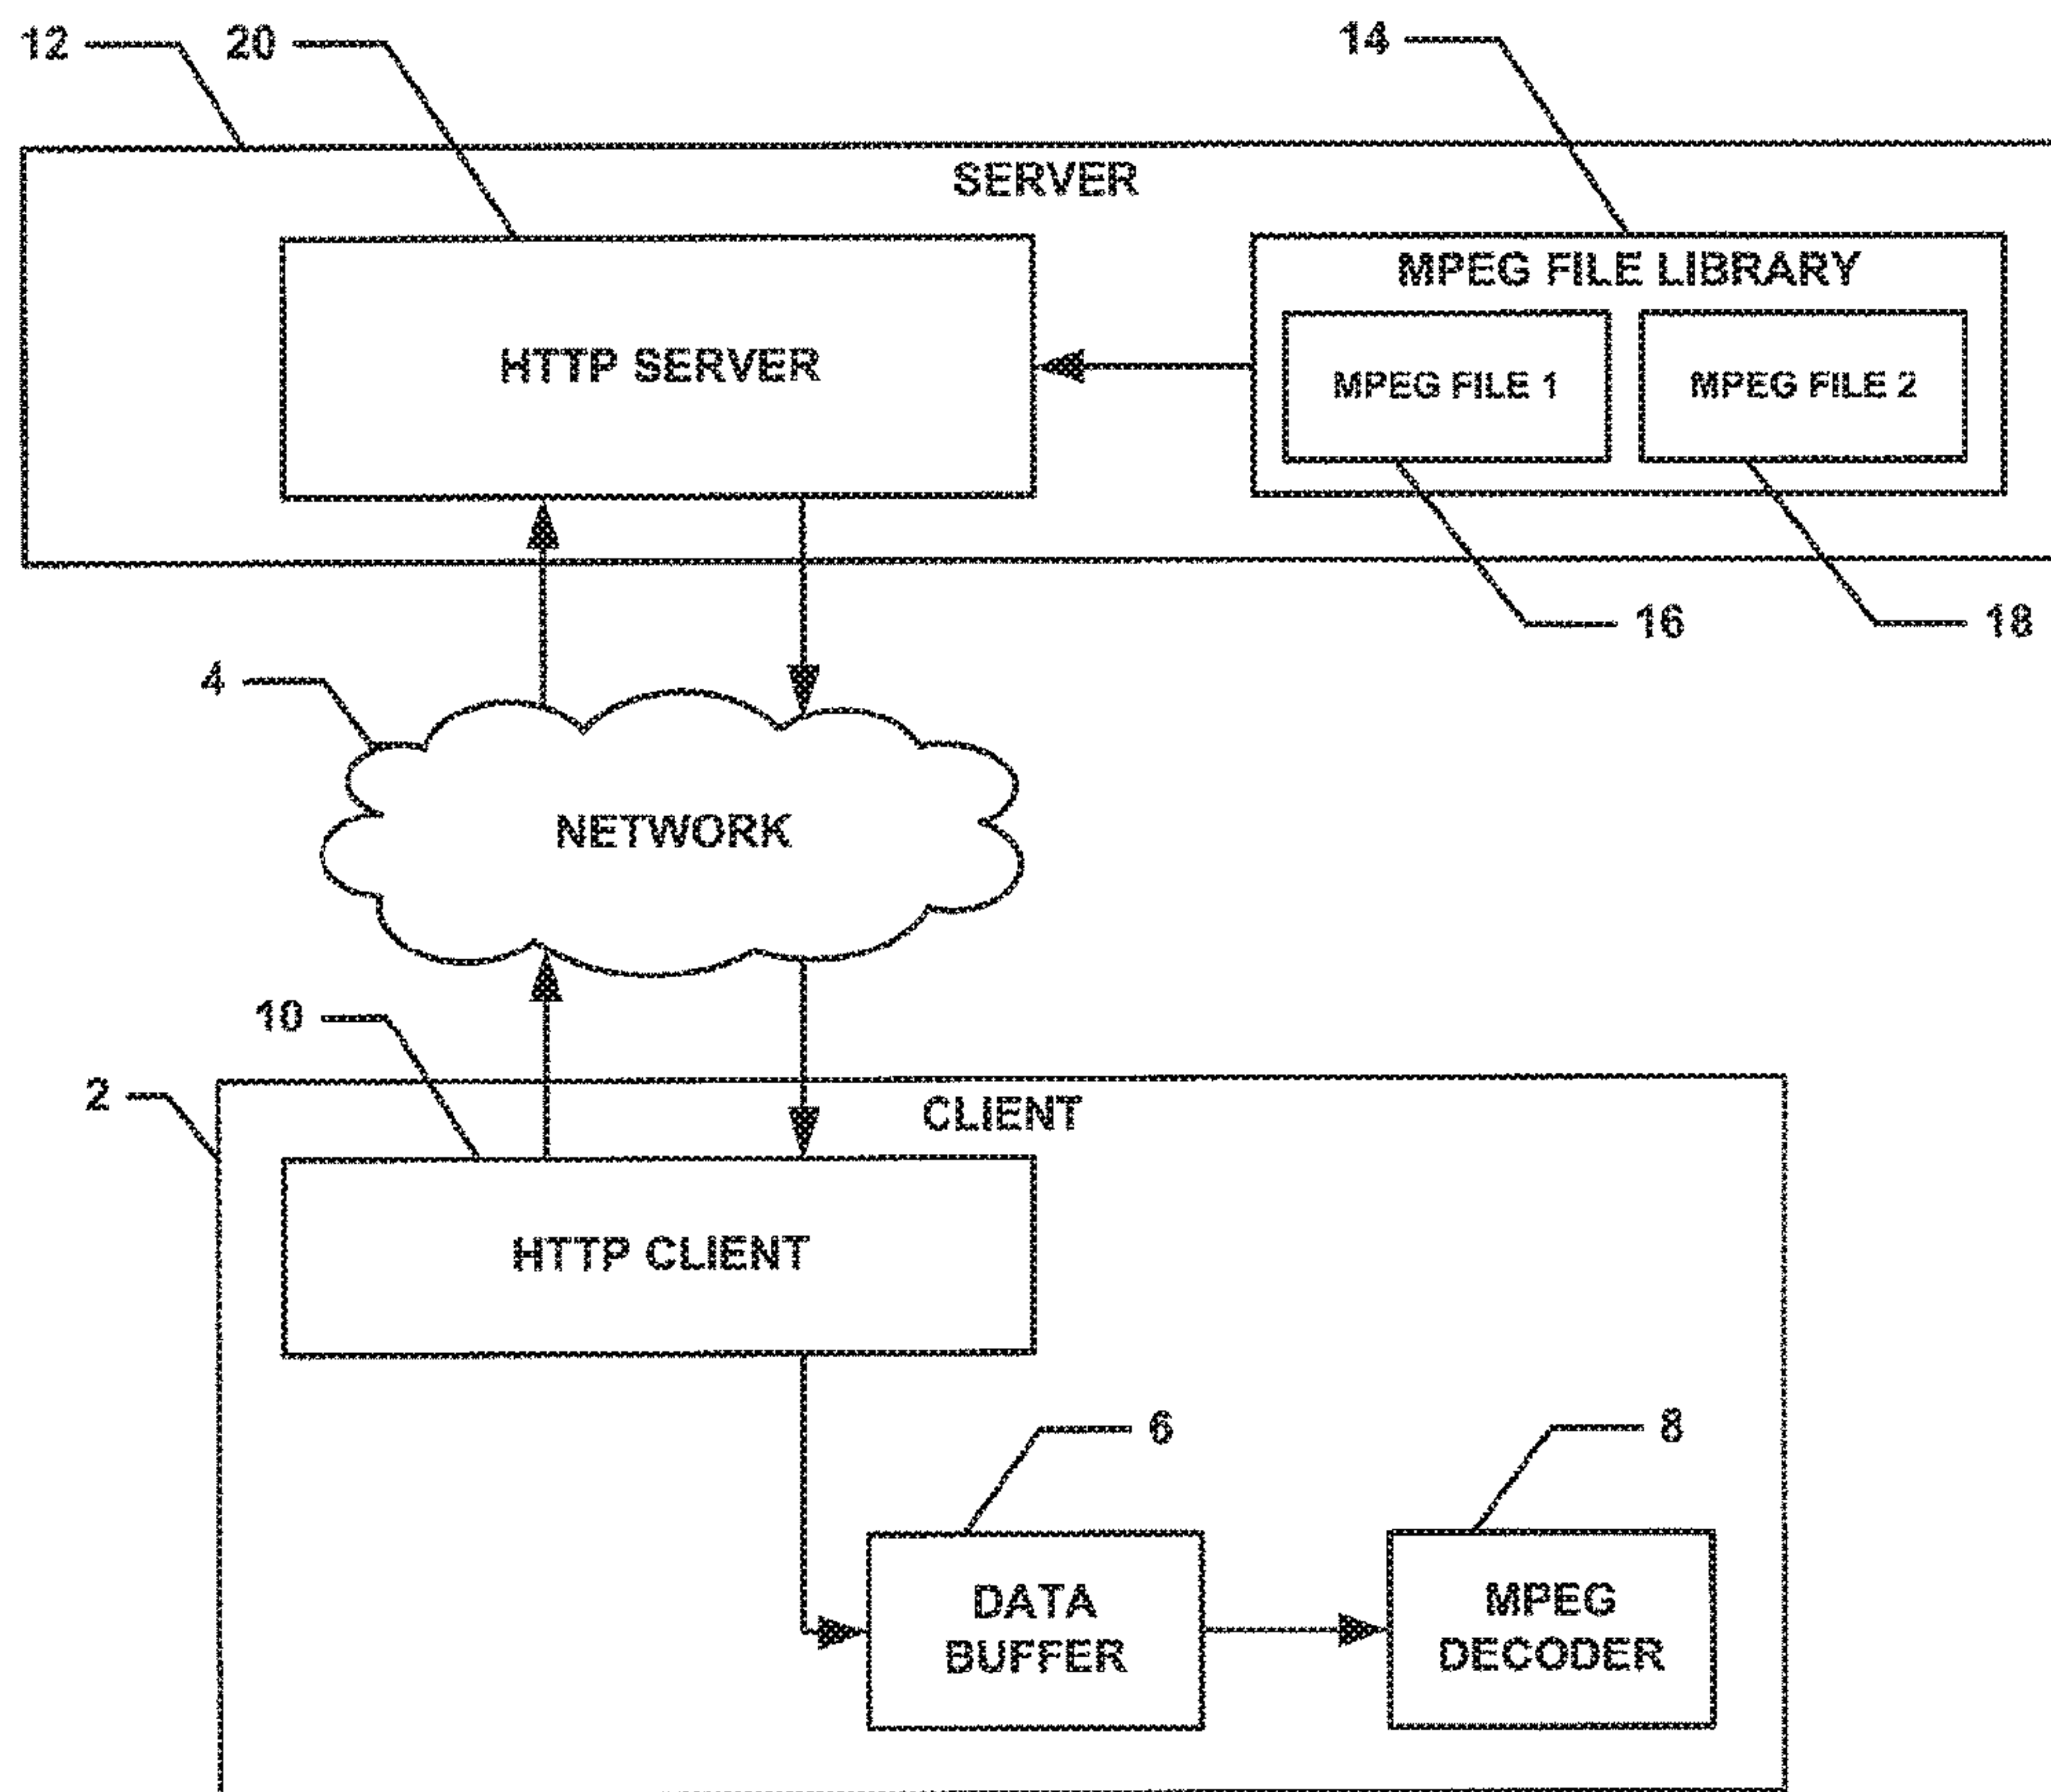 12
20
14
SERVER
MPEG FILE LIBRARY
HTTP SERVER
MPEG FILE 1
MPEG FILE 2
16
18
4
NETWORK
10
2
CLIENT
HTTP CLIENT
6
8
DATA
BUFFER
MPEG
DECODER